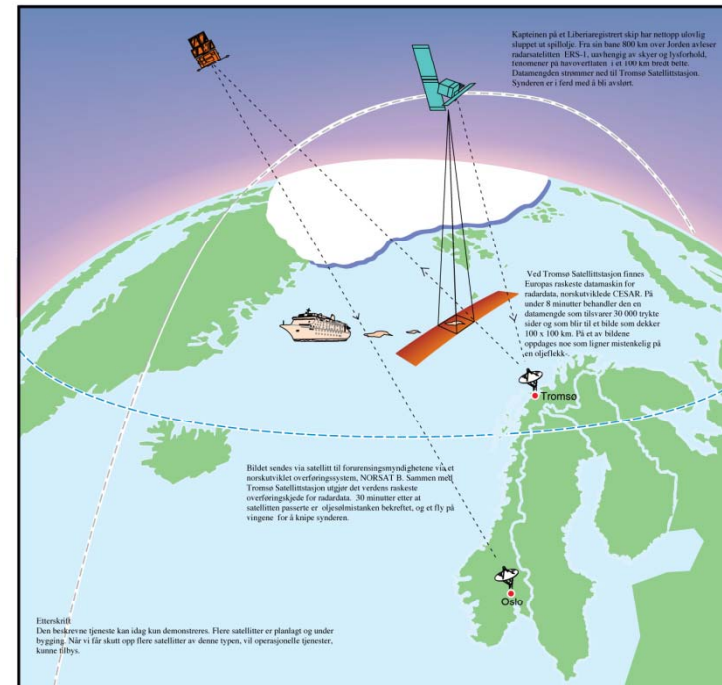 Kapteinen på et Liberiaregistrert skip har nettopp ulovlig
sluppet ut spillolje. Fra sin bane 800 km over Jorden avleser
radarsatelitten ERS-1, uavhengig av skyer og lysforhold,
fenomener på havoverflaten i et 100 km bredt belte.
Datamengden strømmer ned til Tromsø Satellittstasjon.
Synderen er i ferd med å bli avslørt.
Ved Tromsø Satellittstasjon finnes
Europas raskeste datamaskin for
radardata, norskutviklede CESAR. På
under 8 minutter behandler den en
datamengde som tilsvarer 30 000 trykte
sider og som blir til et bilde som dekker
100 x 100 km. På et av bildene
oppdages noe som ligner mistenkelig på
en oljeflekk.
Tromsø
Bildet sendes via satellitt til forurensingsmyndighetene via et
norskutviklet overføringssystem, NORSAT B. Sammen med
Tromsø Satellittstasjon utgjør det verdens raskeste
overføringskjede for radardata. 30 minutter etter at
satellitten passerte er oljesølmistanken bekreftet, og et fly på
vingene for å knipe synderen.
Oslo
Etterskrift
Den beskrevne tjeneste kan idag kun demonstreres. Flere satellitter er planlagt og under
bygging. Når vi får skutt opp flere satellitter av denne typen, vil operasjonelle tjenester,
kunne tilbys.